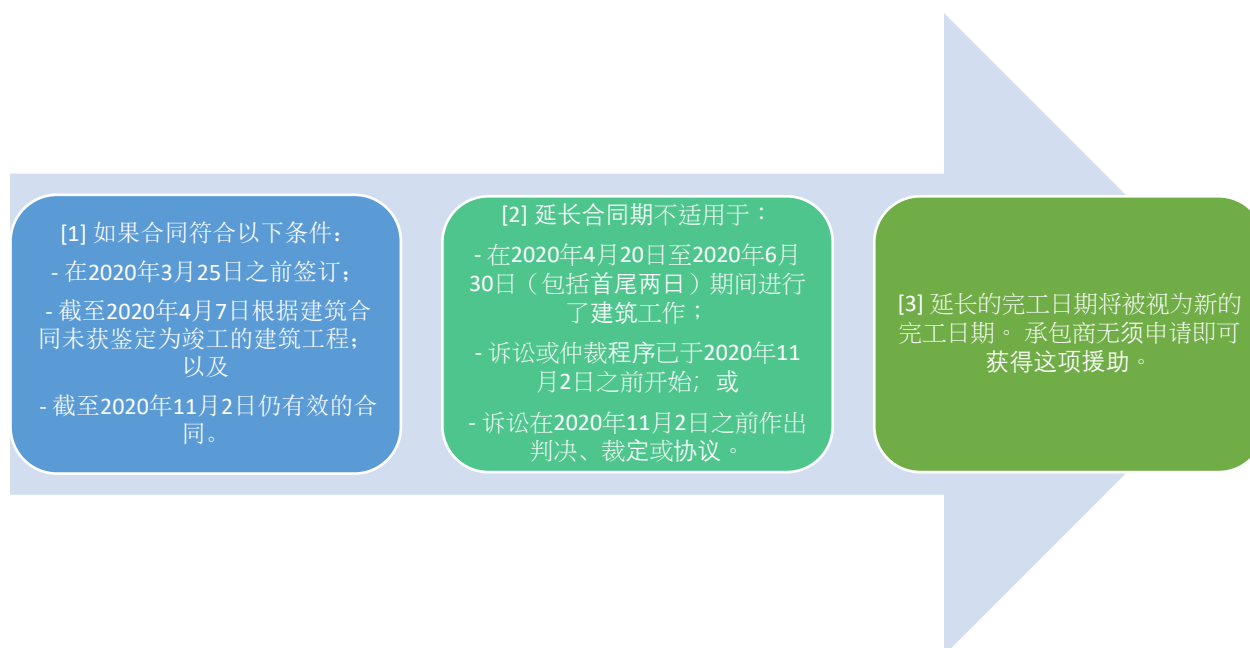 [1] 如果合同符合以下条件：
- 在2020年3月25日之前签订；
- 截至2020年4月7日根据建筑合
同未获鉴定为竣工的建筑工程；
以及
- 截至2020年11月2日仍有效的合
同。
[2] 延长合同期不适用于：
- 在2020年4月20日至2020年6月
30日（包括首尾两日）期间进行
了建筑工作；
- 诉讼或仲裁程序已于2020年11
月2日之前开始; 或
- 诉讼在2020年11月2日之前作出
判决、裁定或协议。
[3] 延长的完工日期将被视为新的
完工日期。 承包商无须申请即可
获得这项援助。